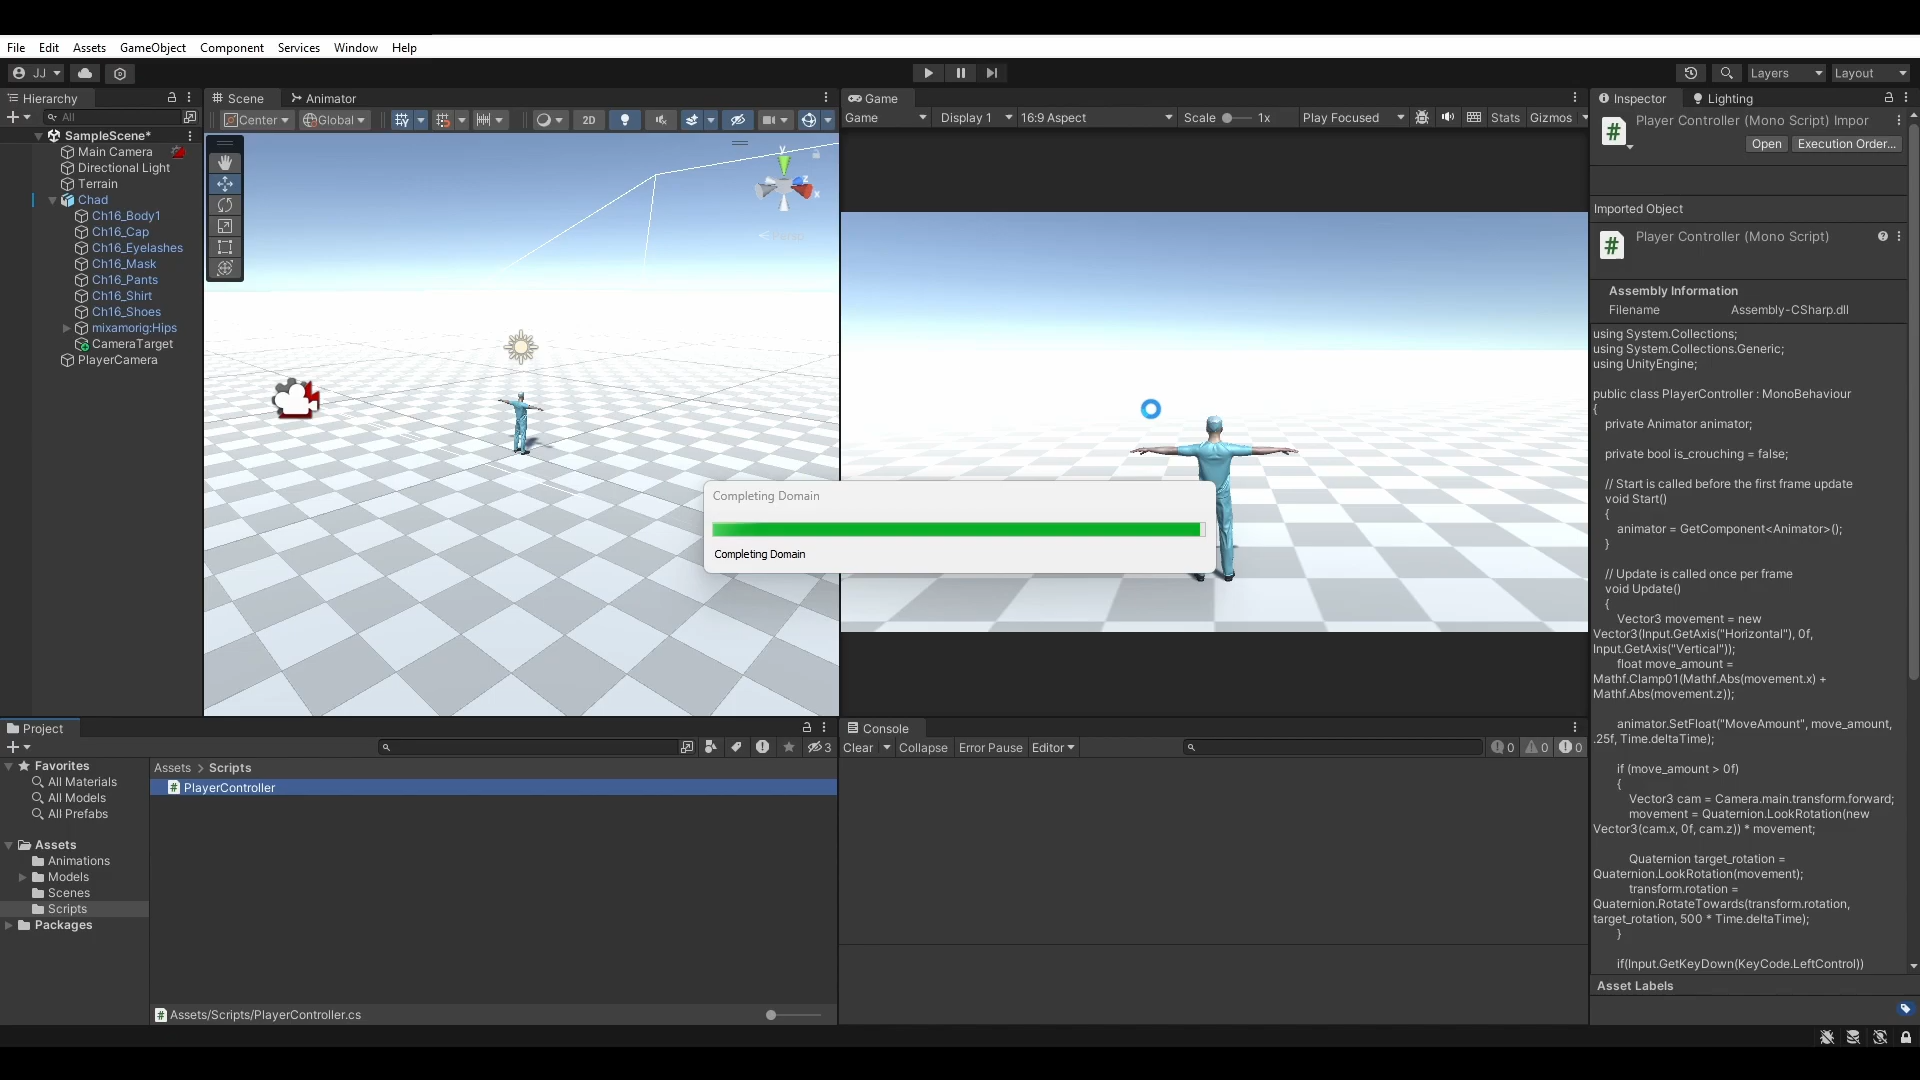 File Edit Assets GameObject Component Services Window Help
JJ
Layers
Layout
Hierarchy
All
SampleScene*
Main Camera
Directional Light
Terrain
Chad
Ch16_Body1
Ch16_Cap
Ch16_Eyelashes
Ch16_Mask
Ch16_Pants
Ch16_Shirt
Ch16_Shoes
mixamorig:Hips
CameraTarget
PlayerCamera
Scene Animator
Center Global 2D
y
z
x
Persp
Game
Game Display 1 16:9 Aspect Scale 1x Play Focused Stats Gizmos
Completing Domain
Completing Domain
Inspector Lighting
Player Controller (Mono Script) Impor
Open Execution Order...
Imported Object
Player Controller (Mono Script)
Assembly Information
Filename Assembly-CSharp.dll
using System.Collections;
using System.Collections.Generic;
using UnityEngine;
public class PlayerController : MonoBehaviour
{
private Animator animator;
private bool is_crouching = false;
// Start is called before the first frame update
void Start()
{
animator = GetComponent<Animator>();
}
// Update is called once per frame
void Update()
{
Vector3 movement = new
Vector3(Input.GetAxis("Horizontal"), 0f,
Input.GetAxis("Vertical"));
float move_amount =
Mathf.Clamp01(Mathf.Abs(movement.x) +
Mathf.Abs(movement.z));
animator.SetFloat("MoveAmount", move_amount,
.25f, Time.deltaTime);
if (move_amount > 0f)
{
Vector3 cam = Camera.main.transform.forward;
movement = Quaternion.LookRotation(new
Vector3(cam.x, 0f, cam.z)) * movement;
Quaternion target_rotation =
Quaternion.LookRotation(movement);
transform.rotation =
Quaternion.RotateTowards(transform.rotation,
target_rotation, 500 * Time.deltaTime);
}
if(Input.GetKeyDown(KeyCode.LeftControl))
Asset Labels
Project
3
Favorites
All Materials
All Models
All Prefabs
Assets
Animations
Models
Scenes
Scripts
Packages
Assets > Scripts
PlayerController
Assets/Scripts/PlayerController.cs
Console
Clear Collapse Error Pause Editor
0 0 0